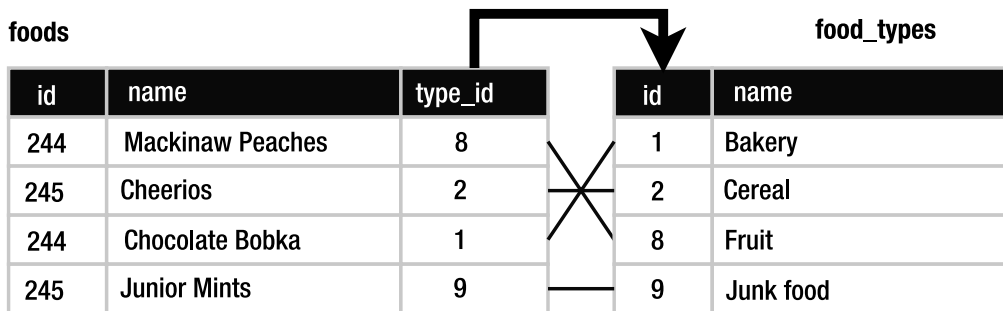 foods
food_types
id name type_id
id name
244 Mackinaw Peaches 8
1 Bakery
245 Cheerios 2
2 Cereal
244 Chocolate Bobka 1
8 Fruit
245 Junior Mints 9
9 Junk food